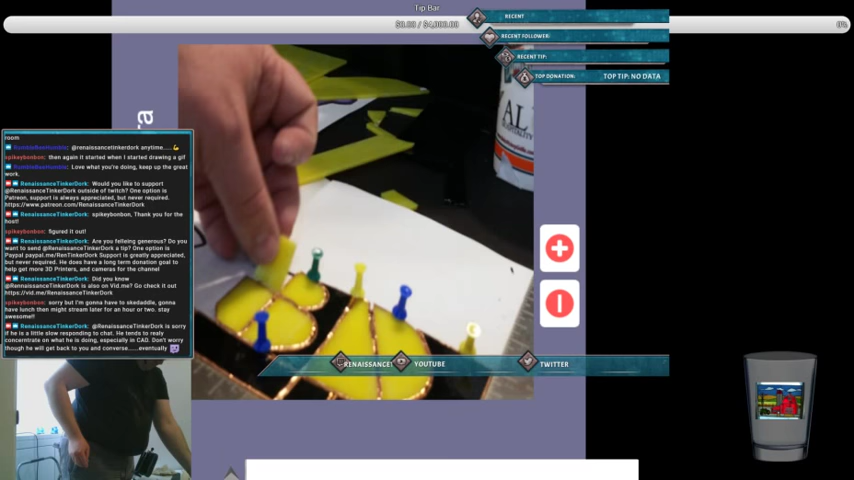 Tip Bar
$0.00 / $4,000.00
0%
RECENT
RECENT FOLLOWER:
RECENT TIP:
TOP DONATION:
TOP TIP: NO DATA
room
RumbleBeeHumble: @renaissancetinkerdork anytime.....💪
spikeybonbon: then again it started when I started drawing a gif
RumbleBeeHumble: Love what you're doing, keep up the great
work.
RenaissanceTinkerDork: Would you like to support
@RenaissanceTinkerDork outside of twitch? One option is
Patreon, support is always appreciated, but never required.
https://www.patreon.com/RenaissanceTinkerDork
RenaissanceTinkerDork: spikeybonbon, Thank you for the
host!
spikeybonbon: figured it out!
RenaissanceTinkerDork: Are you felleing generous? Do you
want to send @RenaissanceTinkerDork a tip? One option is
Paypal paypal.me/RenTinkerDork Support is greatly appreciated,
but never required. He does have a long term donation goal to
help get more 3D Printers, and cameras for the channel
RenaissanceTinkerDork: Did you know
@RennaissanceTinkerDork is also on Vid.me? Go check it out
https://vid.me/RenaissanceTinkerDork
spikeybonbon: sorry but I'm gonna have to skedaddle, gonna
have lunch then might stream later for an hour or two. stay
awesome!!
RenaissanceTinkerDork: @RenaissanceTinkerDork is sorry
if he is a little slow responding to chat. He tends to realy
concentrate on what he is doing, especially in CAD. Don't worry
though he will get back to you and converse......eventually
AL
RENAISSANCE
YOUTUBE
TWITTER